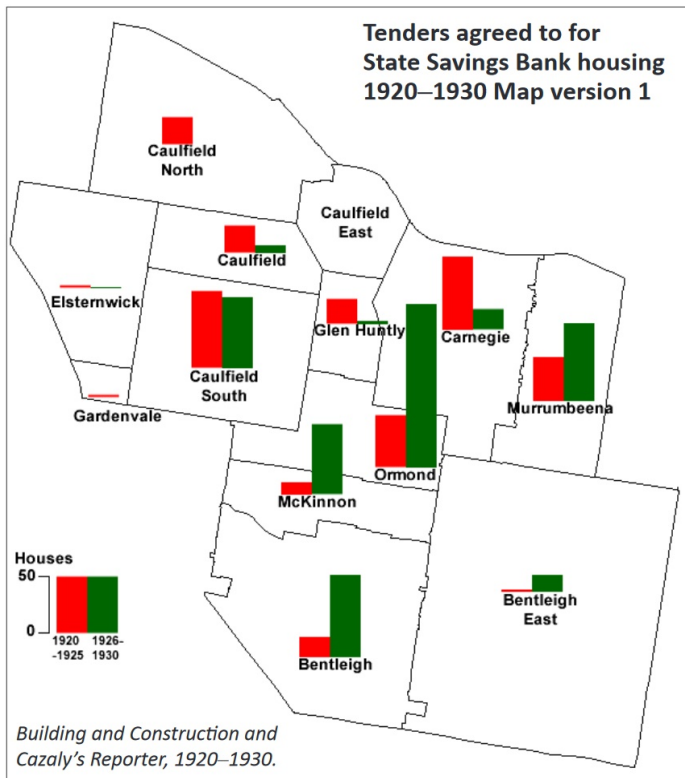 Tenders agreed to for
State Savings Bank housing
1920–1930 Map version 1
Caulfield
North
Caulfield
East
Caulfield
Elsternwick
Glen Huntly
Carnegie
Caulfield
South
Murrumbeena
Gardenvale
Ormond
McKinnon
Houses
50
0
1920
-1925
1926-
1930
Bentleigh
East
Bentleigh
Building and Construction and
Cazaly's Reporter, 1920–1930.